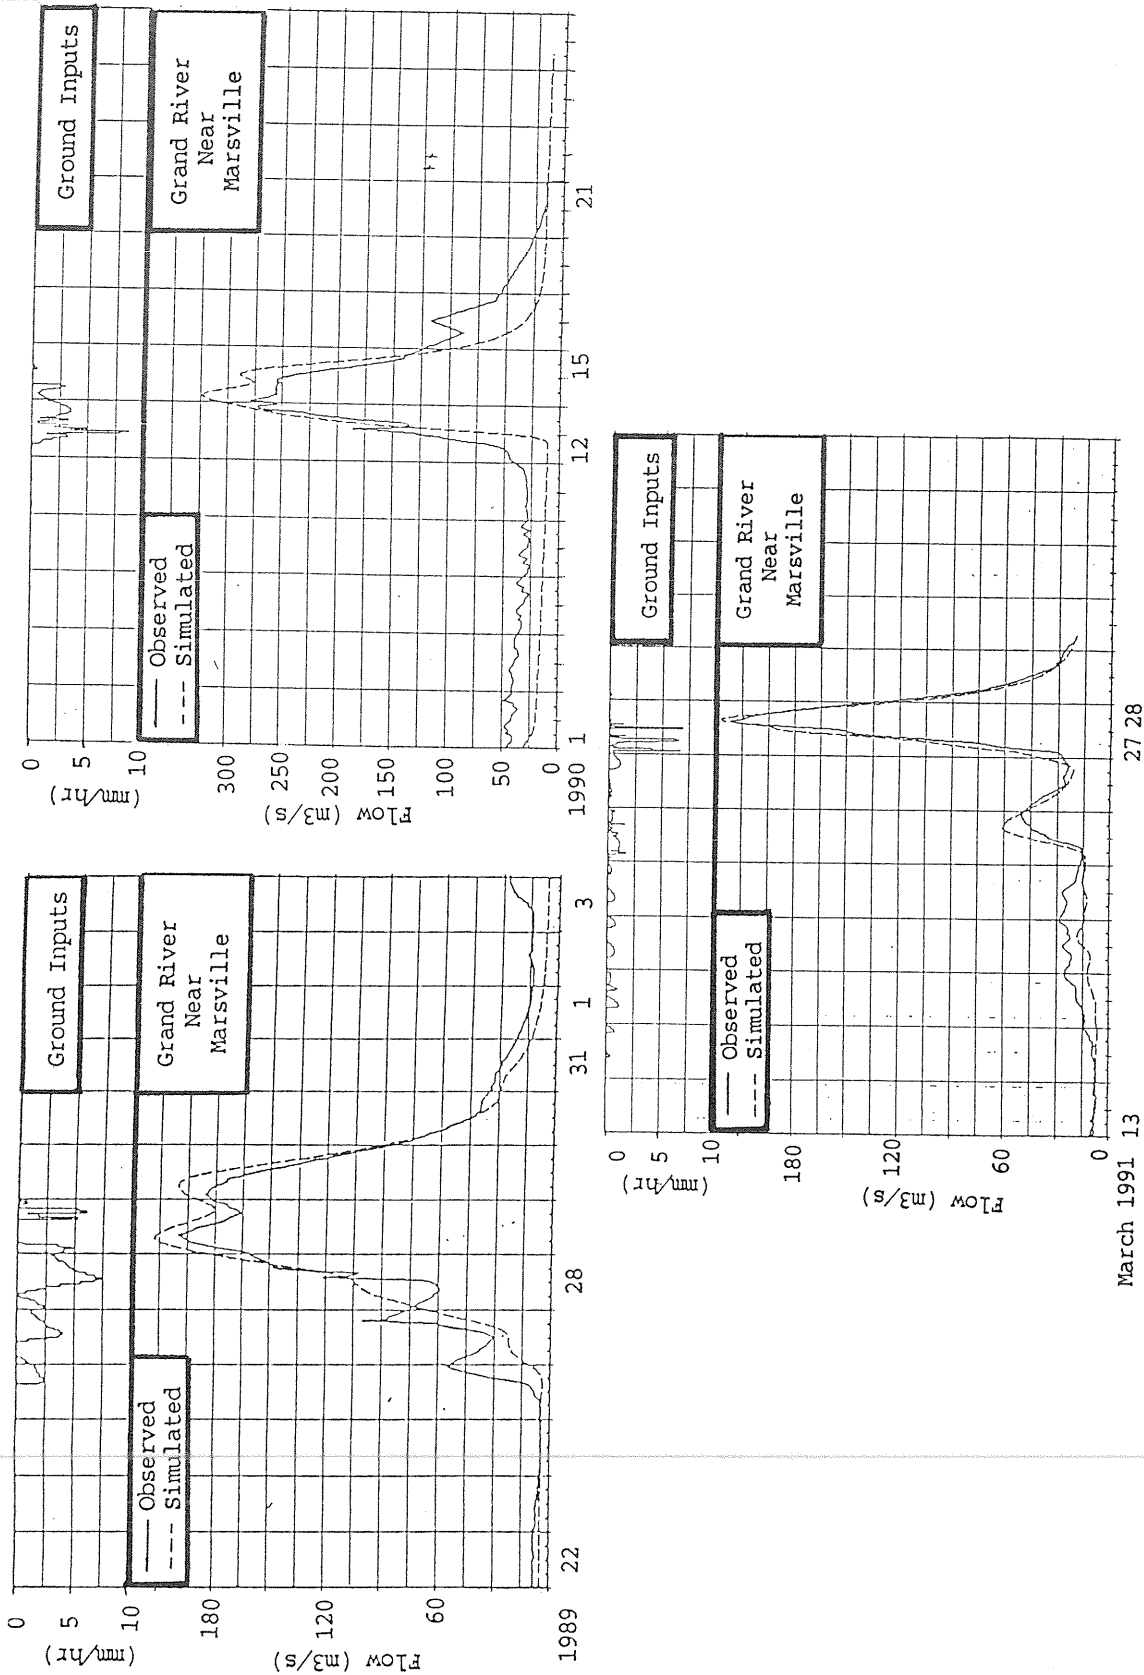 0
5
10
(mm/hr)
Ground Inputs
Observed
Simulated
Grand River
Near
Marsville
180
120
60
Flow (m3/s)
1989
22
28
31
1
3
0
5
10
(mm/hr)
Ground Inputs
Observed
Simulated
Grand River
Near
Marsville
300
250
200
150
100
50
0
Flow (m3/s)
1990
1
12
15
21
0
5
10
(mm/hr)
Ground Inputs
Observed
Simulated
Grand River
Near
Marsville
180
120
60
0
Flow (m3/s)
March 1991
13
27 28